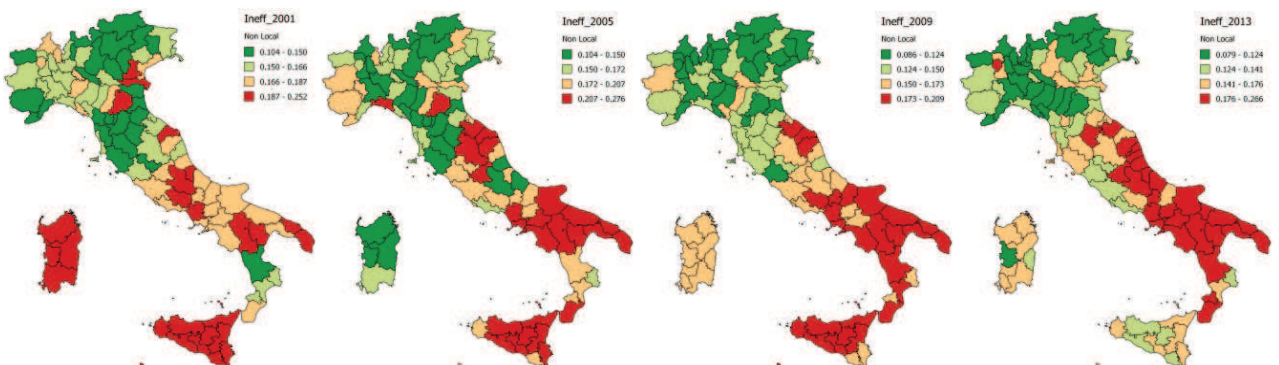 Ineff_2001
Non Local
0.104 - 0.150
0.150 - 0.166
0.166 - 0.187
0.187 - 0.252
Ineff_2005
Non Local
0.104 - 0.150
0.150 - 0.172
0.172 - 0.207
0.207 - 0.276
Ineff_2009
Non Local
0.086 - 0.124
0.124 - 0.150
0.150 - 0.173
0.173 - 0.209
Ineff_2013
Non Local
0.079 - 0.124
0.124 - 0.141
0.141 - 0.176
0.176 - 0.266